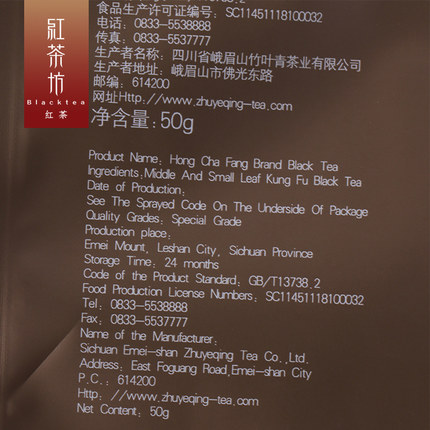 紅茶坊
Blacktea
红茶
食品生产许可证编号：SC11451118100032
电话：0833-5538888
传真：0833-5537777
生产者名称：四川省峨眉山竹叶青茶业有限公司
生产者地址：峨眉山市佛光东路
邮编：614200
网址Http://www.zhuyeqing-tea.com/
净含量:50g
Product Name: Hong Cha Fang Brand Black Tea
Ingredients:Middle And Small Leaf Kung Fu Black Tea
Date of Production:
See The Sprayed Code On The Underside Of Package
Quality Grades: Special Grade
Production place:
Emei Mount, Leshan City, Sichuan Province
Storage Time: 24 months
Code of the Product Standard: GB/T13738.2
Food Production License Numbers: SC11451118100032
Tel: 0833-5538888
Fax: 0833-5537777
Name of the Manufacturer:
Sichuan Emei-shan Zhuyeqing Tea Co.,Ltd.
Address: East Foguang Road,Emei-shan City
P.C.: 614200
Http: //www.zhuyeqing-tea.com/
Net Content: 50g